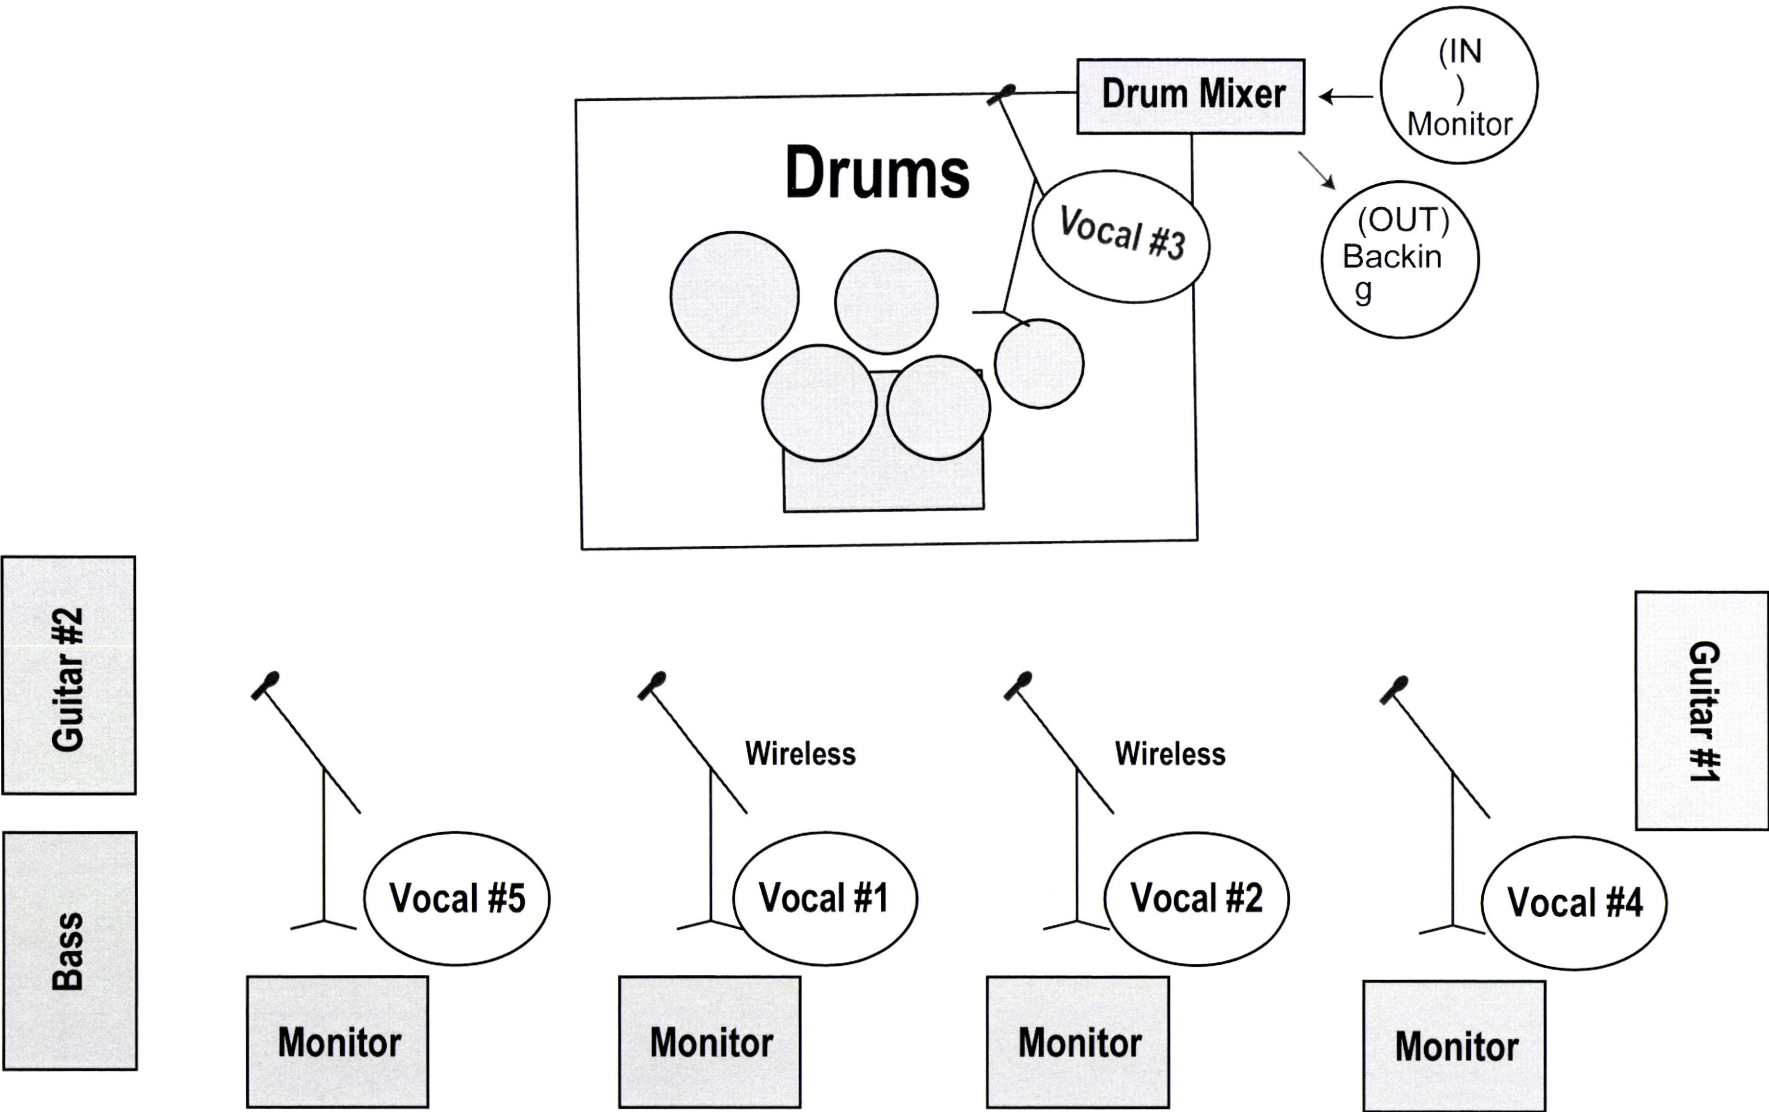 Drum Mixer
(IN
)
Monitor
Drums
Vocal #3
(OUT)
Backin
g
Guitar #2
Guitar #1
Wireless
Wireless
Bass
Vocal #5
Vocal #1
Vocal #2
Vocal #4
Monitor
Monitor
Monitor
Monitor